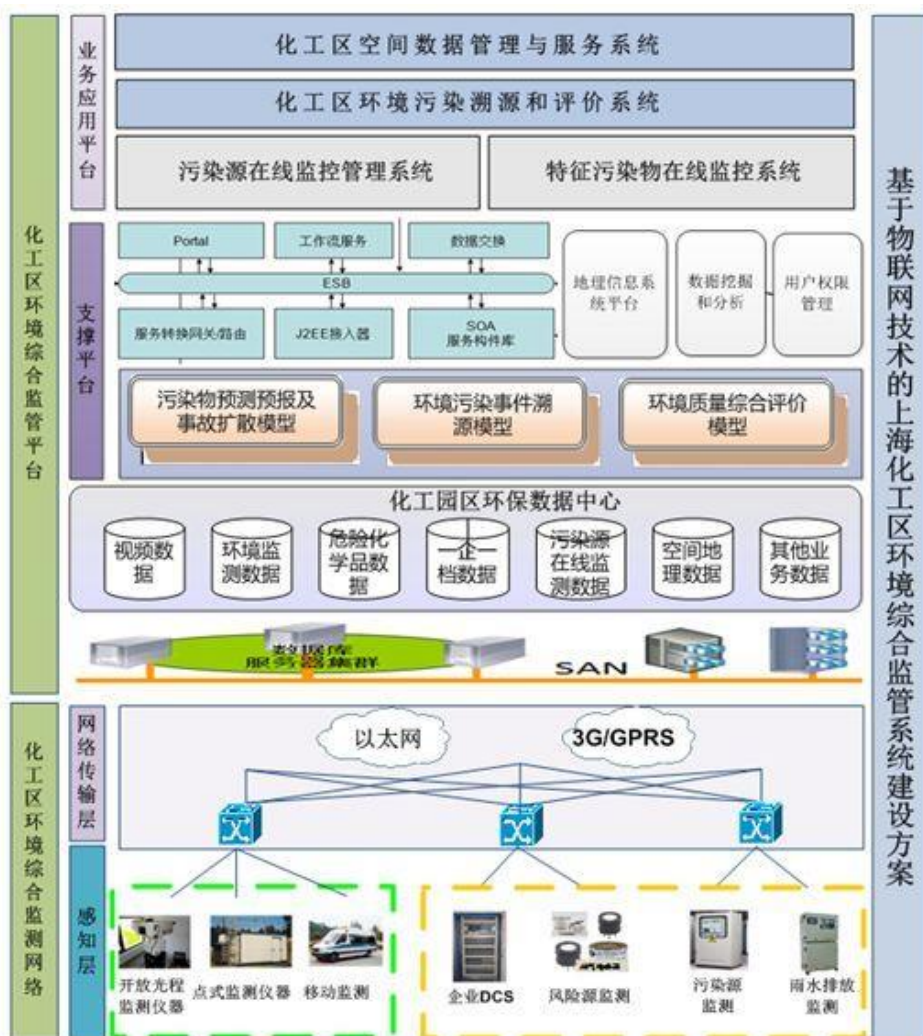 化工区环境综合监管平台
业务应用平台
化工区空间数据管理与服务系统
化工区环境污染溯源和评价系统
污染源在线监控管理系统
特征污染物在线监控系统
支撑平台
Portal
工作流服务
数据交换
ESB
服务转换网关/路由
J2EE接入器
SOA
服务构件库
地理信息系
统平台
数据挖掘
和分析
用户权限
管理
污染物预测预报及
事故扩散模型
环境污染事件溯
源模型
环境质量综合评价
模型
化工园区环保数据中心
视频数
据
环境监
测数据
危险化
学品数
据
一企一
档数据
污染源
在线监
测数据
空间地
理数据
其他业
务数据
数据库
服务器集群
SAN
化工区环境综合监测网络
网络传输层
以太网
3G/GPRS
感知层
开放光程
监测仪器
点式监测仪器
移动监测
企业DCS
风险源监测
污染源
监测
雨水排放
监测
基于物联网技术的上海化工区环境综合监管系统建设方案